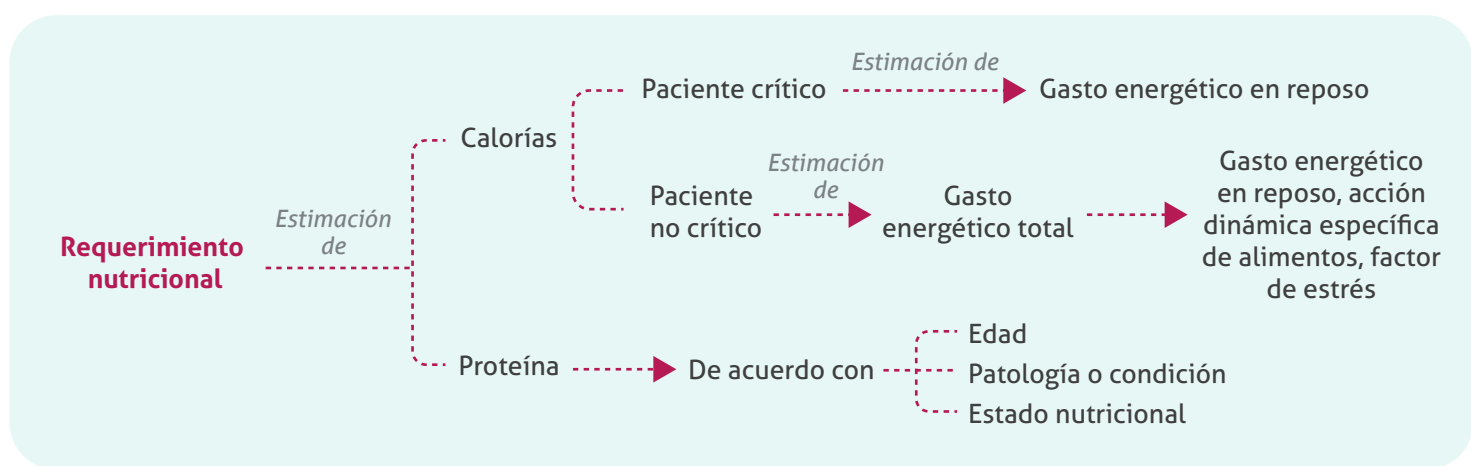 Requerimiento
nutricional
Estimación
de
Calorías
Paciente crítico
Estimación de
Gasto energético en reposo
Paciente
no crítico
Estimación
de
Gasto
energético total
Gasto energético
en reposo, acción
dinámica específica
de alimentos, factor
de estrés
Proteína
De acuerdo con
Edad
Patología o condición
Estado nutricional